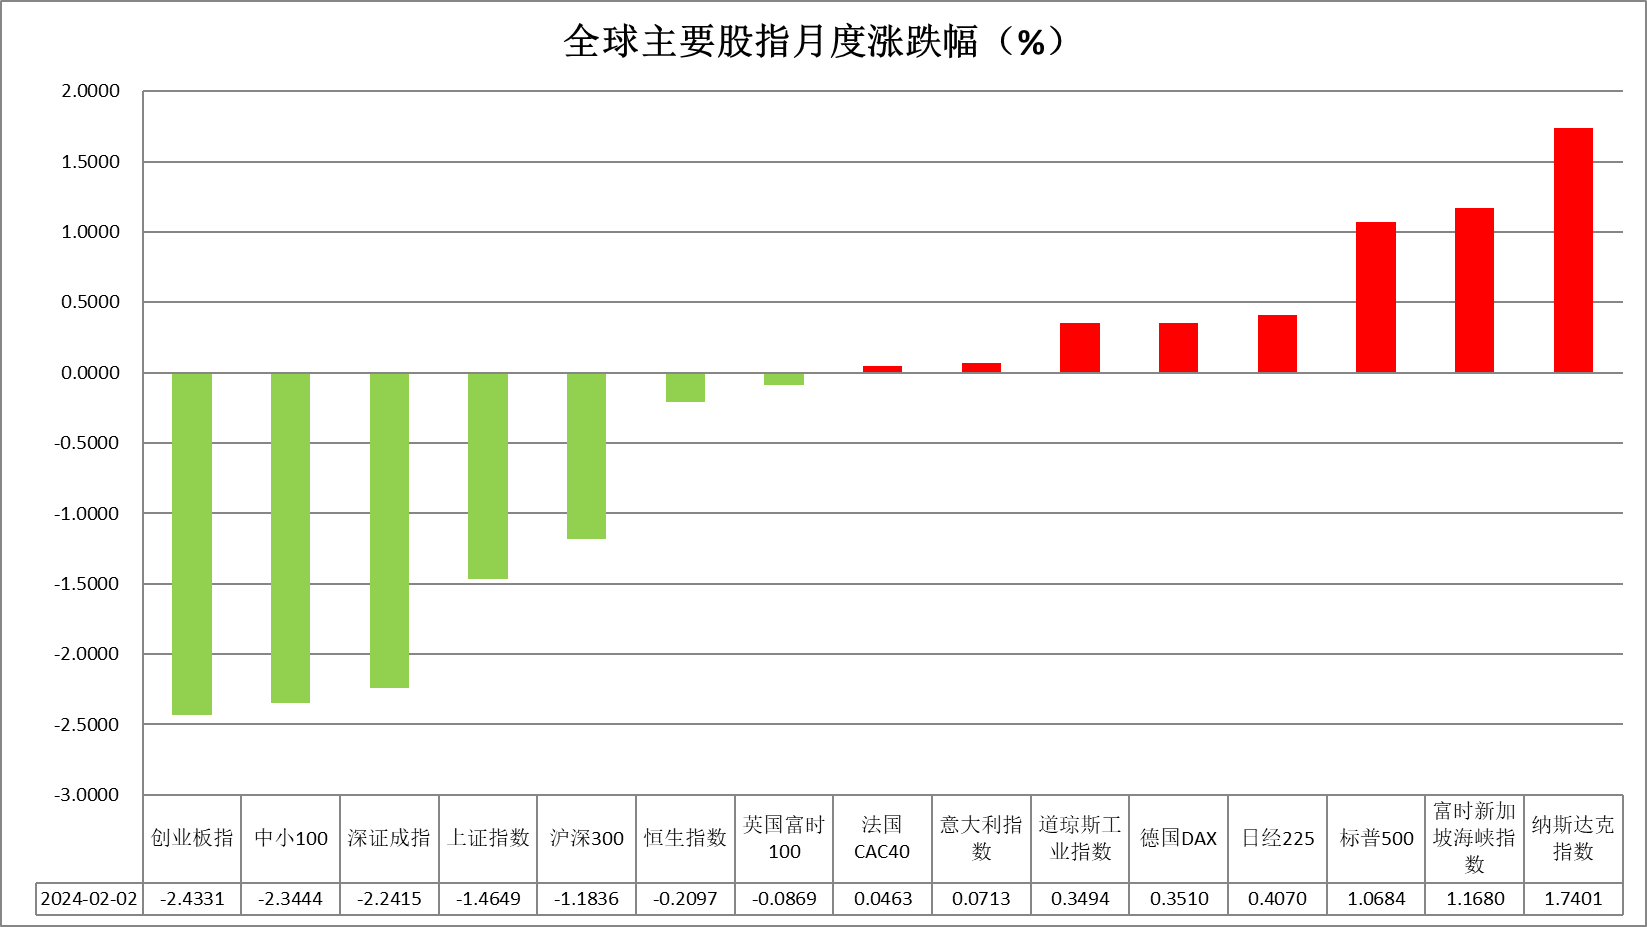 全球主要股指月度涨跌幅（%）
2.0000
1.5000
1.0000
0.5000
0.0000
-0.5000
-1.0000
-1.5000
-2.0000
-2.5000
-3.0000
创业板指
中小100
深证成指
上证指数
沪深300
恒生指数
英国富时
100
法国
CAC40
意大利指
数
道琼斯工
业指数
德国DAX
日经225
标普500
富时新加
坡海峡指
数
纳斯达克
指数
2024-02-02 -2.4331 -2.3444 -2.2415 -1.4649 -1.1836 -0.2097 -0.0869 0.0463 0.0713 0.3494 0.3510 0.4070 1.0684 1.1680 1.7401